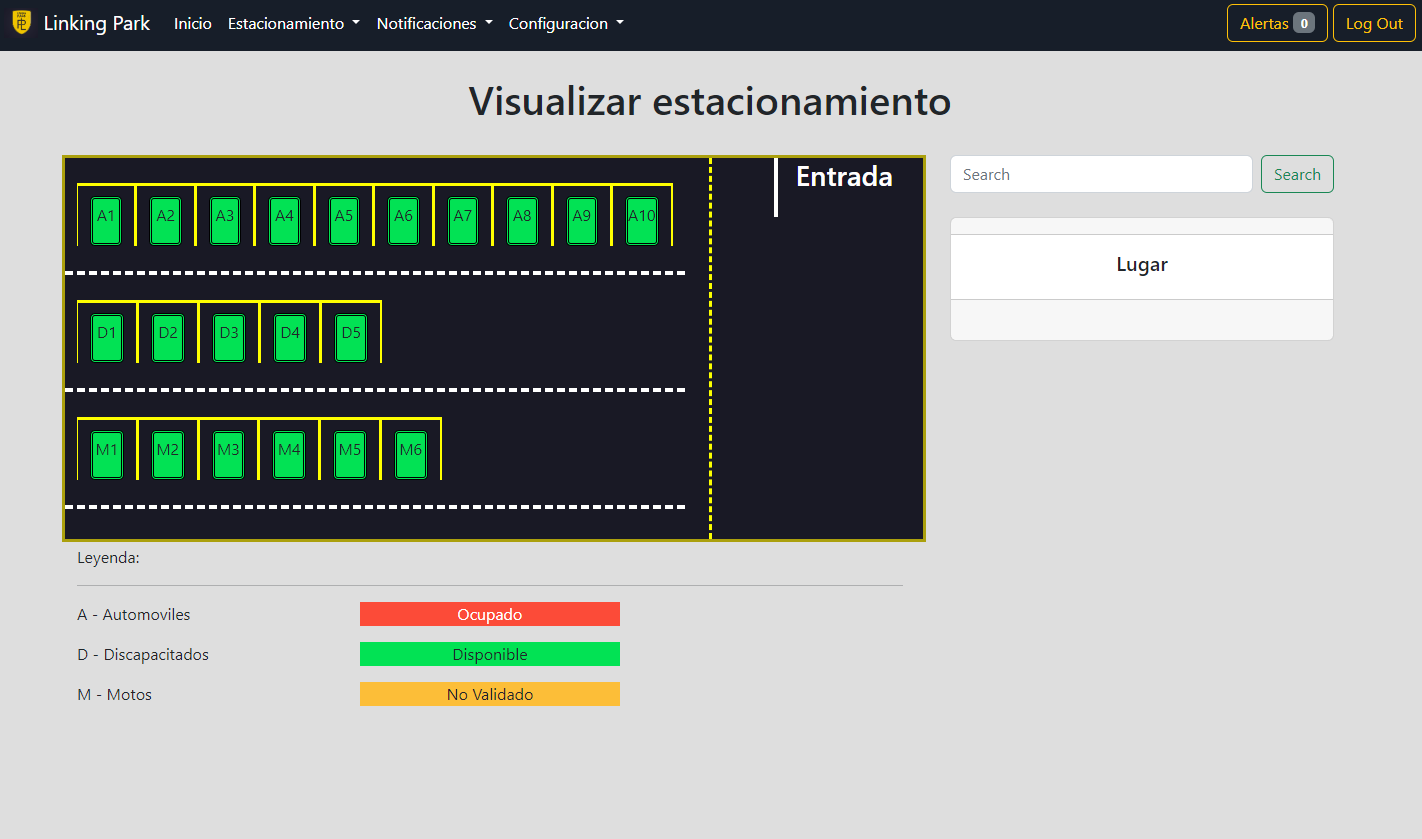 Linking Park Inicio Estacionamiento Notificaciones Configuracion Alertas 0 Log Out
Visualizar estacionamiento
Entrada
A1 A2 A3 A4 A5 A6 A7 A8 A9 A10
D1 D2 D3 D4 D5
M1 M2 M3 M4 M5 M6
Search Search
Lugar
Leyenda:
A - Automoviles Ocupado
D - Discapacitados Disponible
M - Motos No Validado